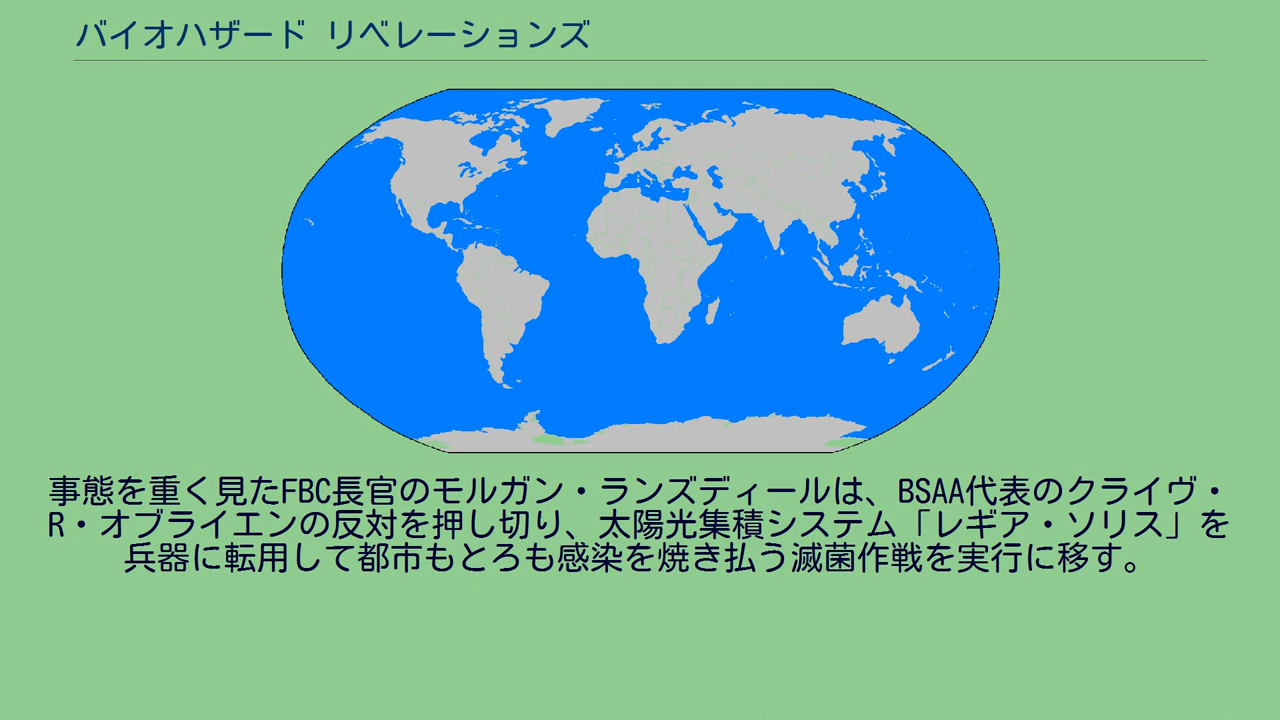 バイオハザード リベレーションズ
事態を重く見たFBC長官のモルガン・ランズディールは、BSAA代表のクライヴ・
R・オブライエンの反対を押し切り、太陽光集積システム「レギア・ソリス」を
兵器に転用して都市もとろも感染を焼き払う滅菌作戦を実行に移す。